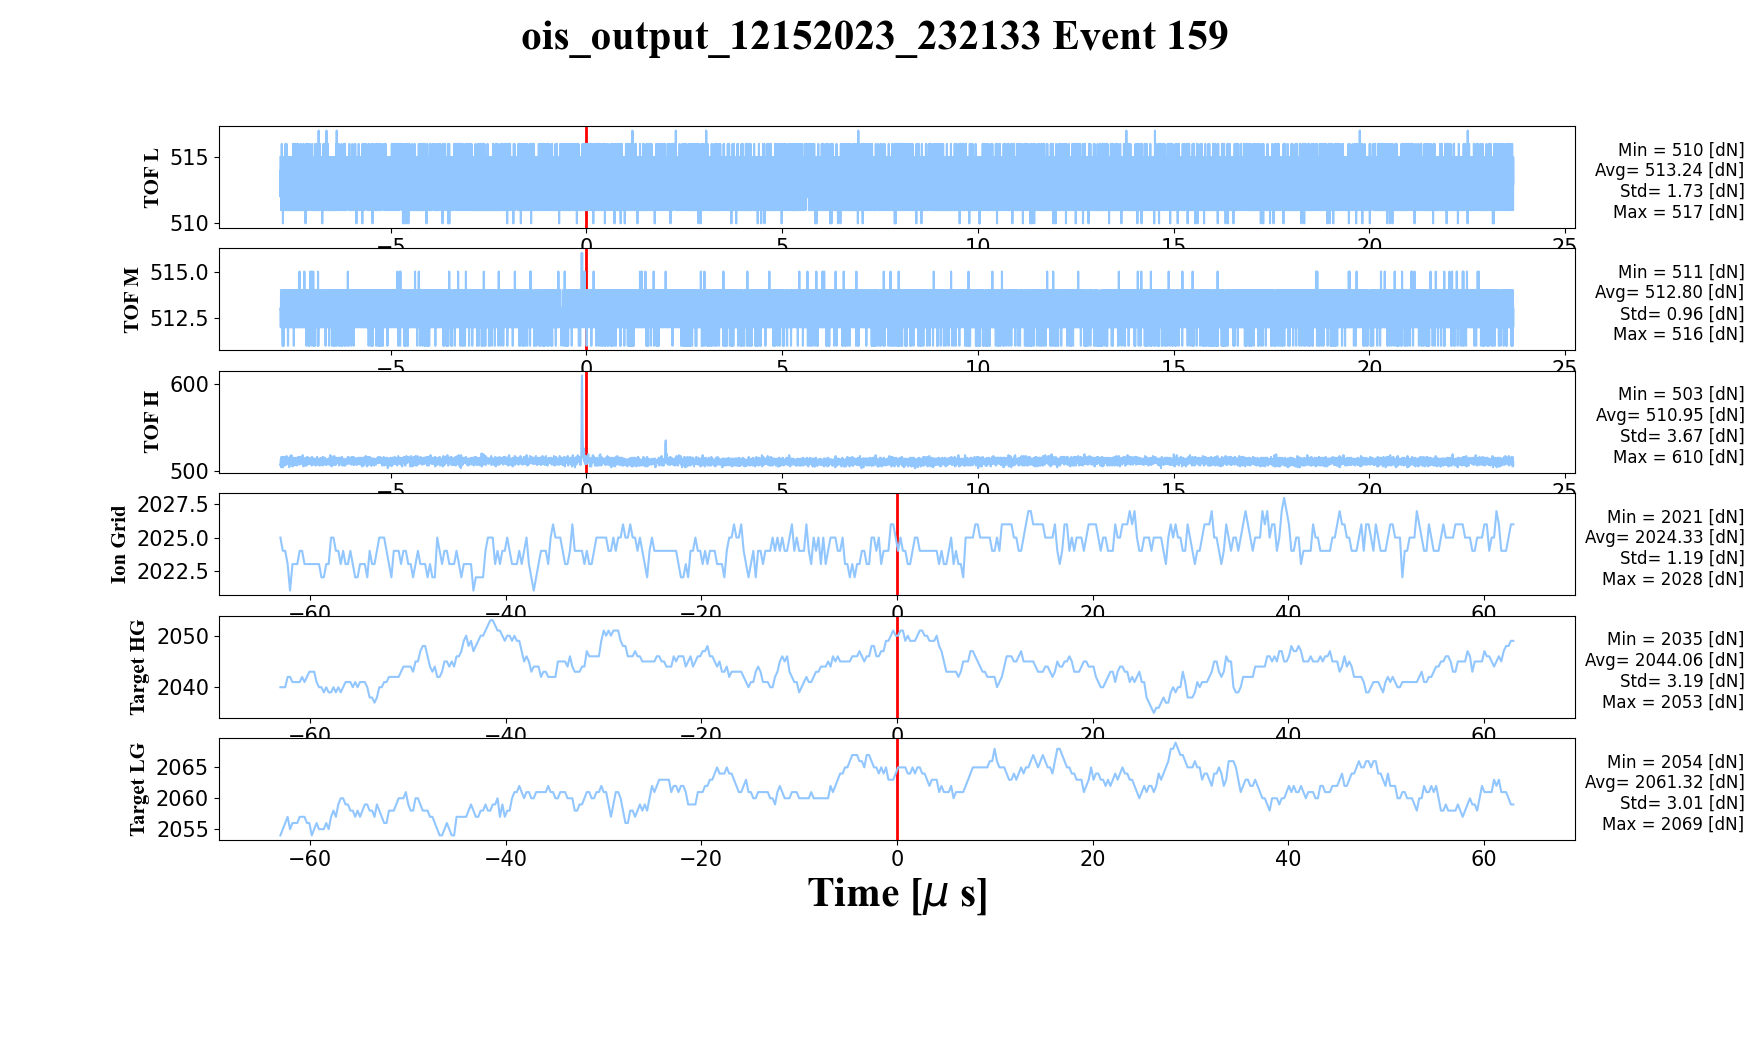 ois_output_12152023_232133 Event 159
TOF L
515
510
−5 0 5 10 15 20 25
Min = 510 [dN]
Avg= 513.24 [dN]
Std= 1.73 [dN]
Max = 517 [dN]
TOF M
515.0
512.5
−5 0 5 10 15 20 25
Min = 511 [dN]
Avg= 512.80 [dN]
Std= 0.96 [dN]
Max = 516 [dN]
TOF H
600
500
−5 0 5 10 15 20 25
Min = 503 [dN]
Avg= 510.95 [dN]
Std= 3.67 [dN]
Max = 610 [dN]
Ion Grid
2027.5
2025.0
2022.5
−60 −40 −20 0 20 40 60
Min = 2021 [dN]
Avg= 2024.33 [dN]
Std= 1.19 [dN]
Max = 2028 [dN]
Target HG
2050
2040
−60 −40 −20 0 20 40 60
Min = 2035 [dN]
Avg= 2044.06 [dN]
Std= 3.19 [dN]
Max = 2053 [dN]
Target LG
2065
2060
2055
−60 −40 −20 0 20 40 60
Min = 2054 [dN]
Avg= 2061.32 [dN]
Std= 3.01 [dN]
Max = 2069 [dN]
Time [μ s]